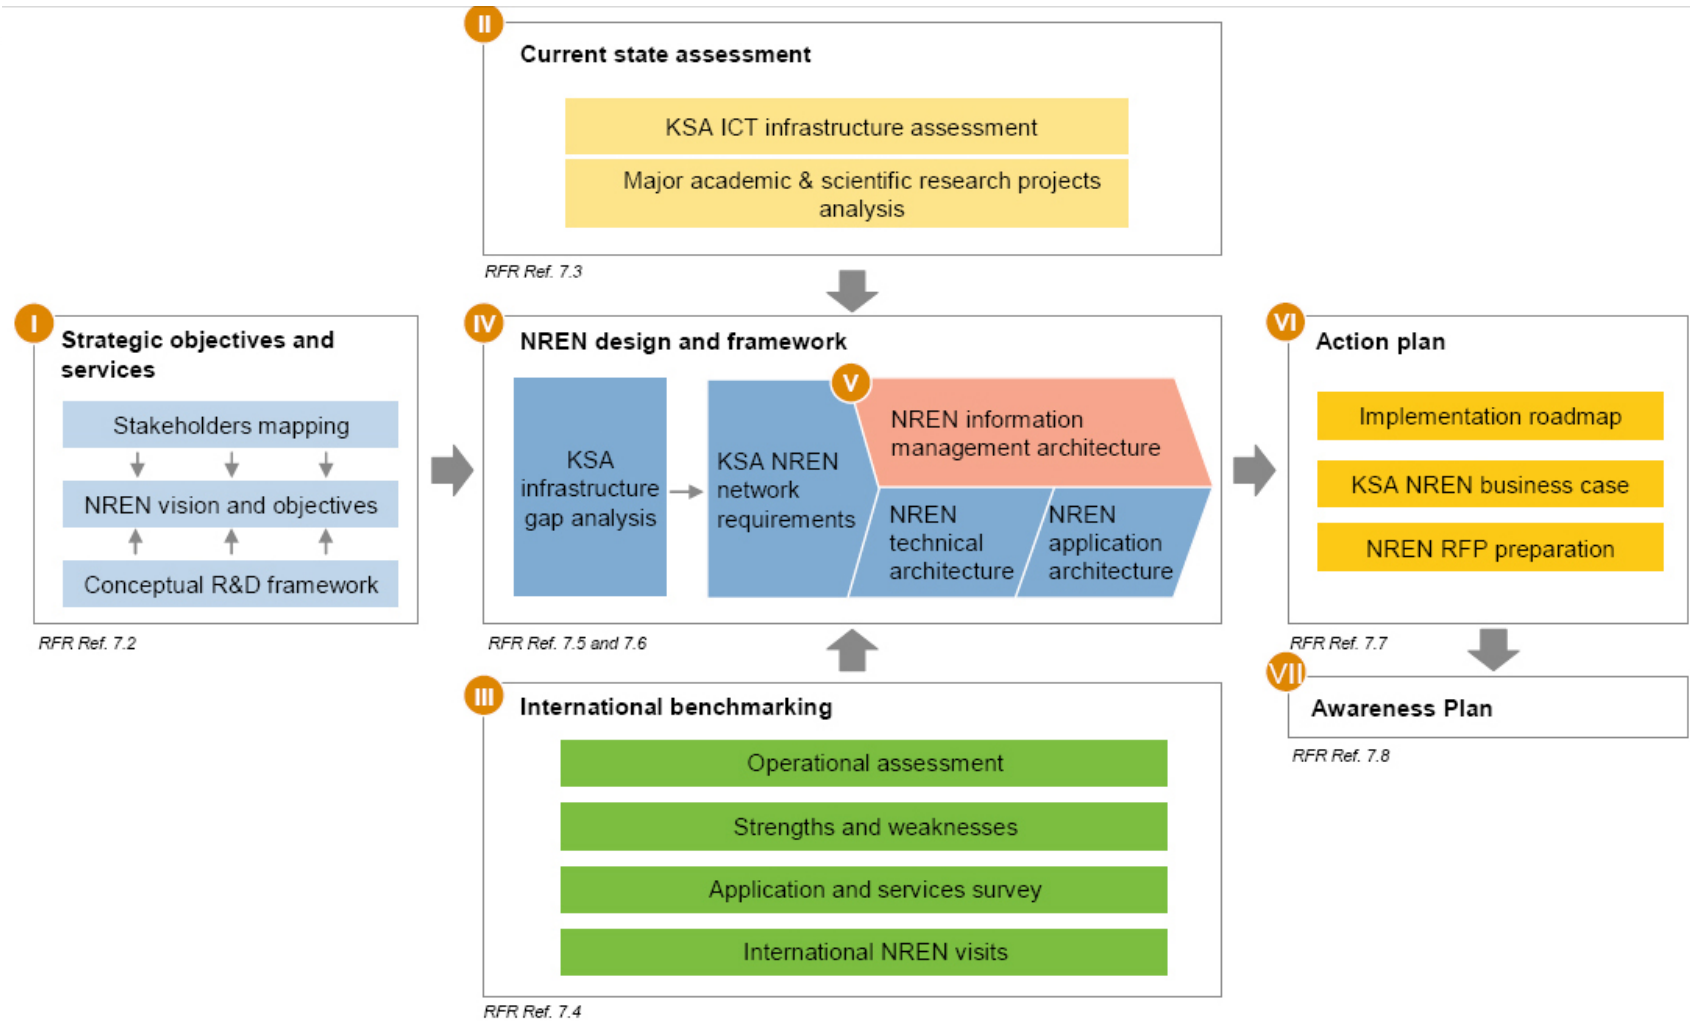 II
Current state assessment
KSA ICT infrastructure assessment
Major academic & scientific research projects
analysis
RFR Ref. 7.3
I
Strategic objectives and
services
Stakeholders mapping
NREN vision and objectives
Conceptual R&D framework
RFR Ref. 7.2
IV
NREN design and framework
KSA
infrastructure
gap analysis
KSA NREN
network
requirements
V
NREN information
management architecture
NREN
technical
architecture
NREN
application
architecture
RFR Ref. 7.5 and 7.6
VI
Action plan
Implementation roadmap
KSA NREN business case
NREN RFP preparation
RFR Ref. 7.7
III
International benchmarking
Operational assessment
Strengths and weaknesses
Application and services survey
International NREN visits
RFR Ref. 7.4
VII
Awareness Plan
RFR Ref. 7.8